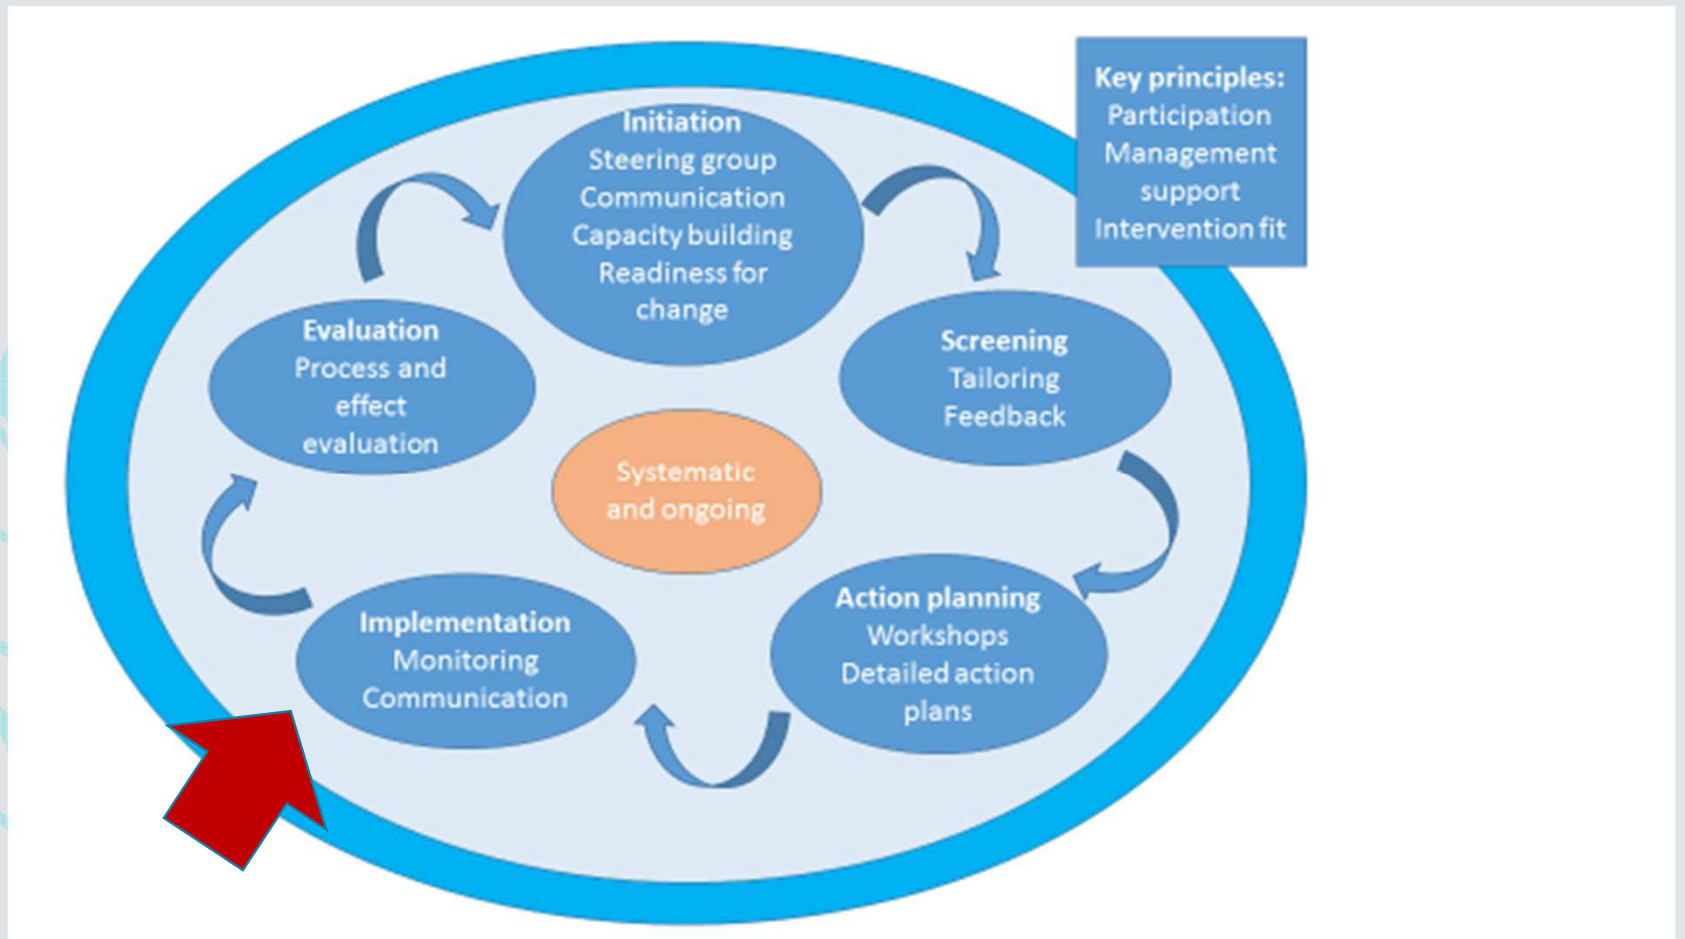 Initiation
Steering group
Communication
Capacity building
Readiness for
change
Key principles:
Participation
Management
support
Intervention fit
Screening
Tailoring
Feedback
Action planning
Workshops
Detailed action
plans
Implementation
Monitoring
Communication
Evaluation
Process and
effect
evaluation
Systematic
and ongoing